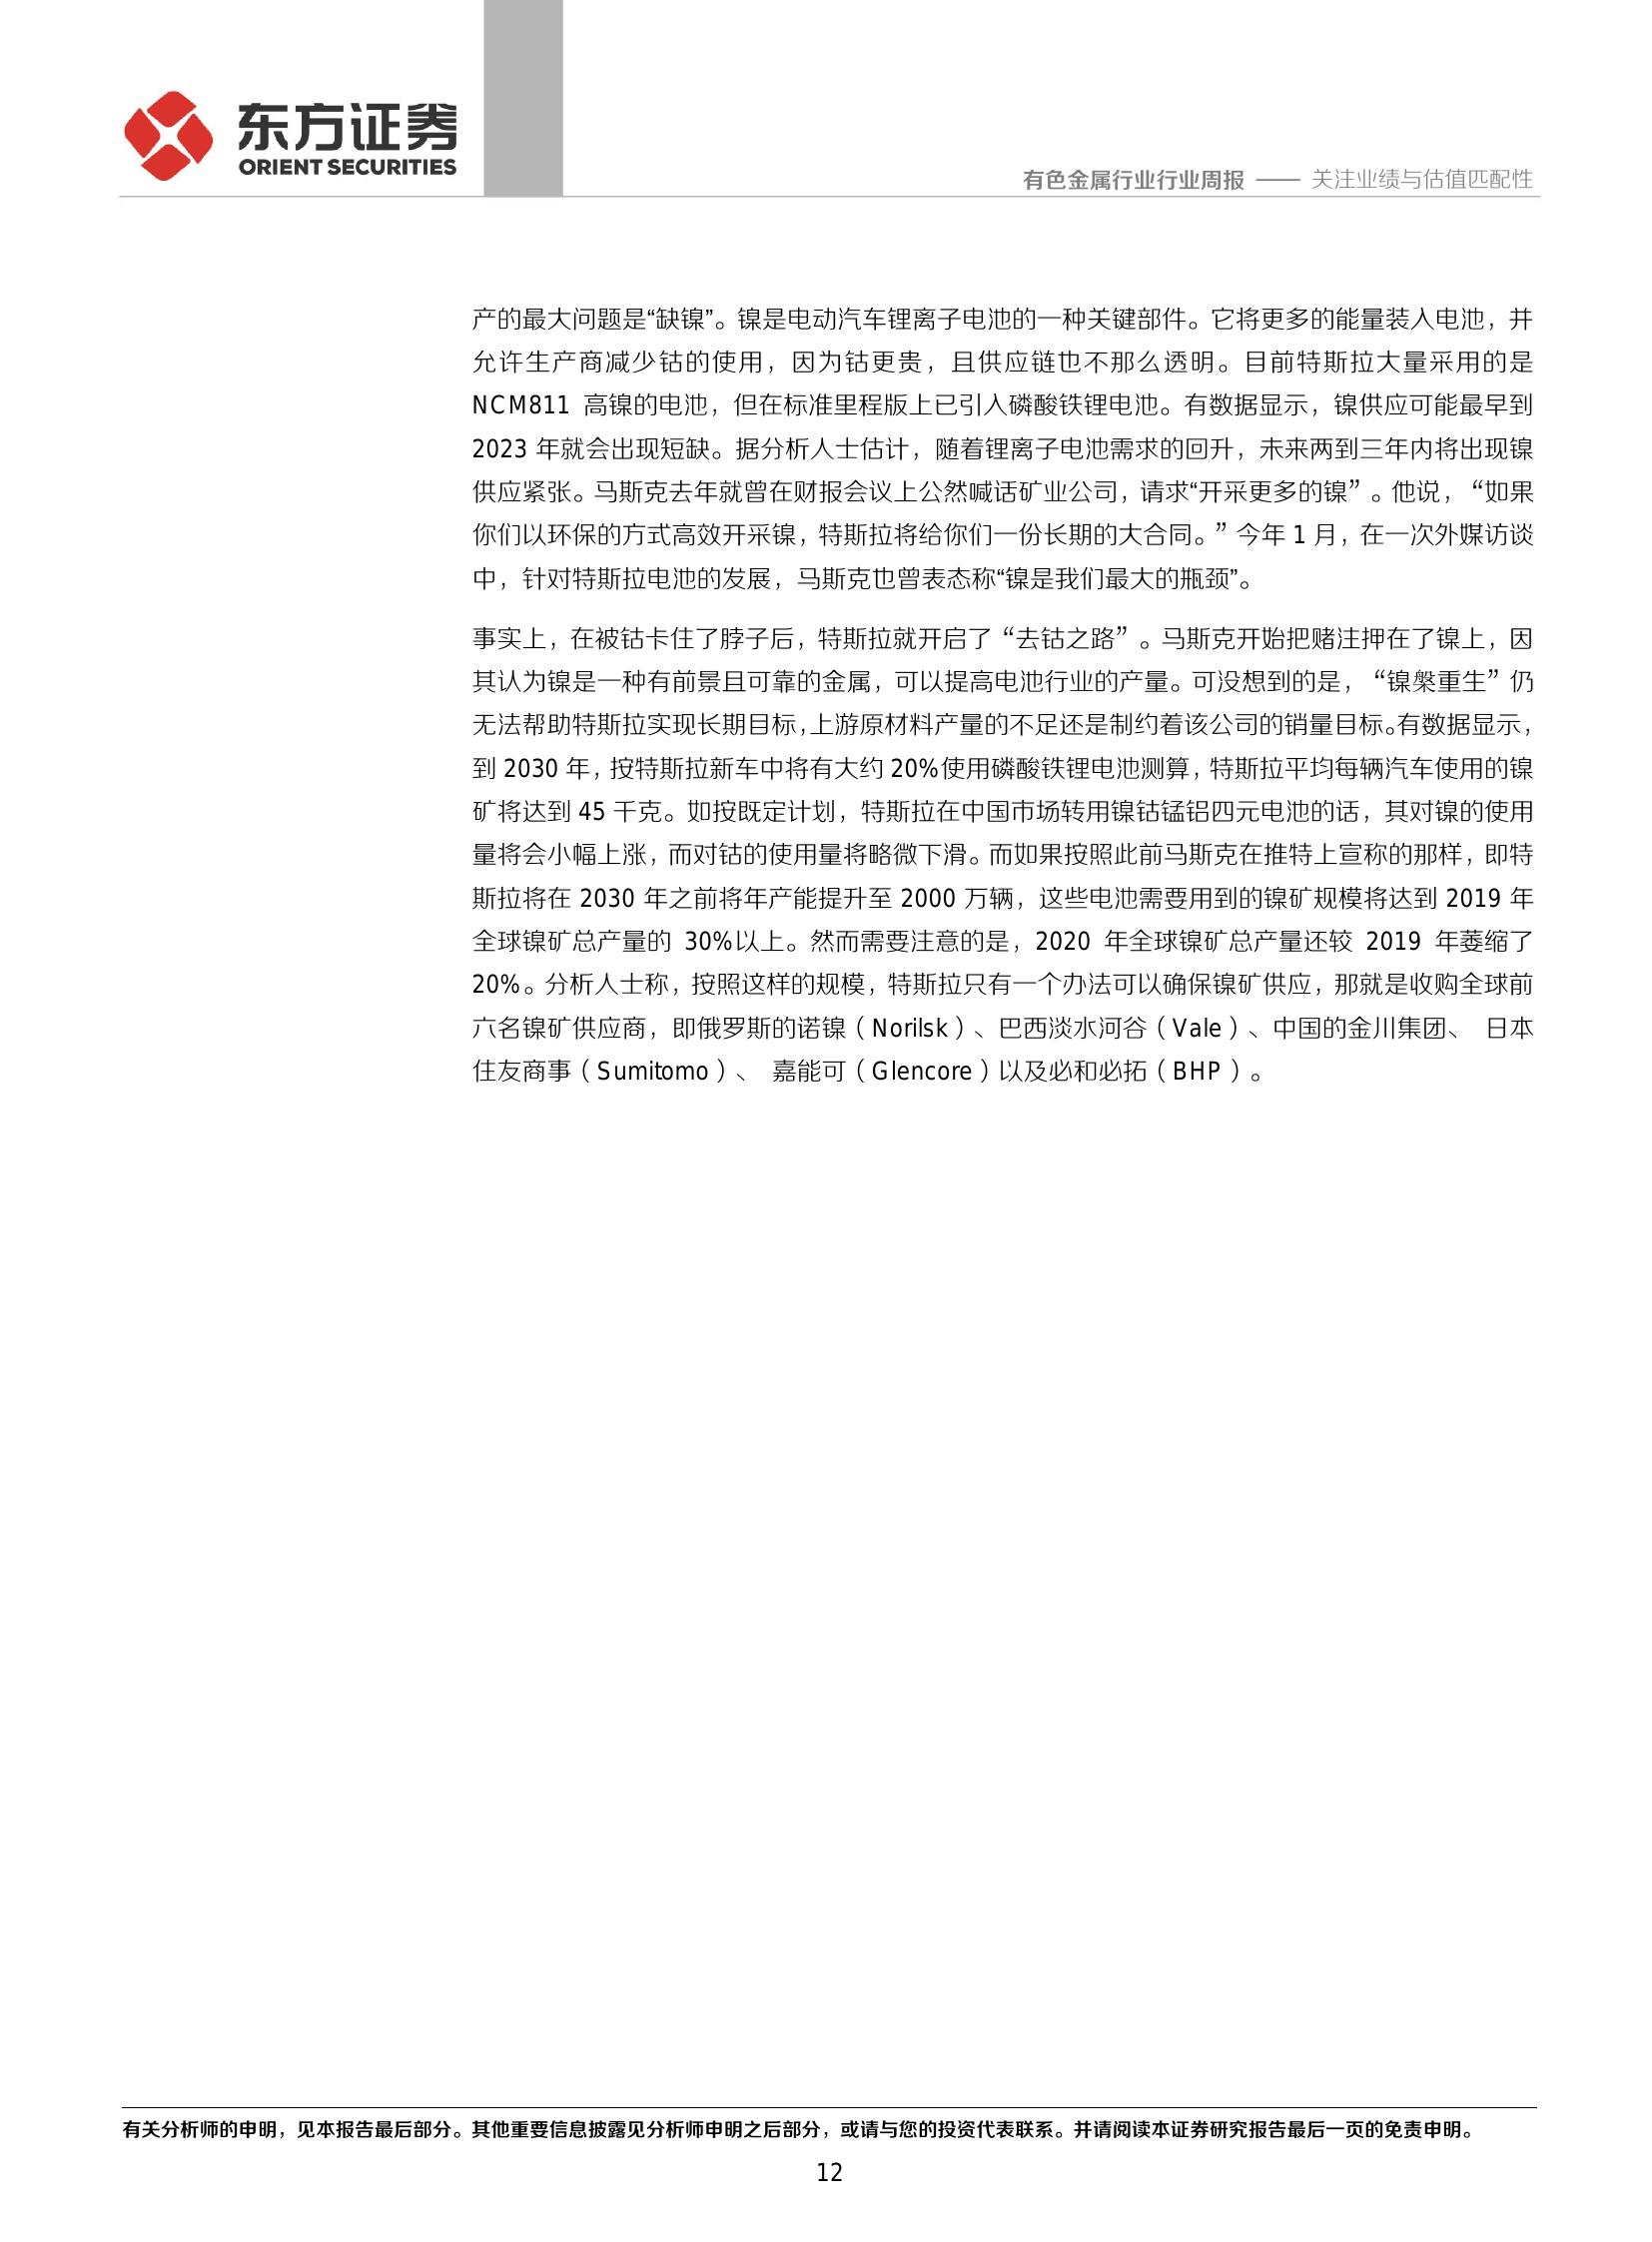 东方证券
ORIENT SECURITIES
有色金属行业行业周报 —— 关注业绩与估值匹配性
产的最大问题是“缺镍”。镍是电动汽车锂离子电池的一种关键部件。它将更多的能量装入电池，并
允许生产商减少钴的使用，因为钴更贵，且供应链也不那么透明。目前特斯拉大量采用的是
NCM811 高镍的电池，但在标准里程版上已引入磷酸铁锂电池。有数据显示，镍供应可能最早到
2023 年就会出现短缺。据分析人士估计，随着锂离子电池需求的回升，未来两到三年内将出现镍
供应紧张。马斯克去年就曾在财报会议上公然喊话矿业公司，请求“开采更多的镍”。他说，“如果
你们以环保的方式高效开采镍，特斯拉将给你们一份长期的大合同。”今年 1 月，在一次外媒访谈
中，针对特斯拉电池的发展，马斯克也曾表态称“镍是我们最大的瓶颈”。
事实上，在被钴卡住了脖子后，特斯拉就开启了“去钴之路”。马斯克开始把赌注押在了镍上，因
其认为镍是一种有前景且可靠的金属，可以提高电池行业的产量。可没想到的是，“镍槃重生”仍
无法帮助特斯拉实现长期目标，上游原材料产量的不足还是制约着该公司的销量目标。有数据显示，
到 2030 年，按特斯拉新车中将有大约 20%使用磷酸铁锂电池测算，特斯拉平均每辆汽车使用的镍
矿将达到 45 千克。如按既定计划，特斯拉在中国市场转用镍钴锰铝四元电池的话，其对镍的使用
量将会小幅上涨，而对钴的使用量将略微下滑。而如果按照此前马斯克在推特上宣称的那样，即特
斯拉将在 2030 年之前将年产能提升至 2000 万辆，这些电池需要用到的镍矿规模将达到 2019 年
全球镍矿总产量的 30%以上。然而需要注意的是，2020 年全球镍矿总产量还较 2019 年萎缩了
20%。分析人士称，按照这样的规模，特斯拉只有一个办法可以确保镍矿供应，那就是收购全球前
六名镍矿供应商，即俄罗斯的诺镍（Norilsk）、巴西淡水河谷（Vale）、中国的金川集团、 日本
住友商事（Sumitomo）、 嘉能可（Glencore）以及必和必拓（BHP）。
有关分析师的申明，见本报告最后部分。其他重要信息披露见分析师申明之后部分，或请与您的投资代表联系。并请阅读本证券研究报告最后一页的免责申明。
12